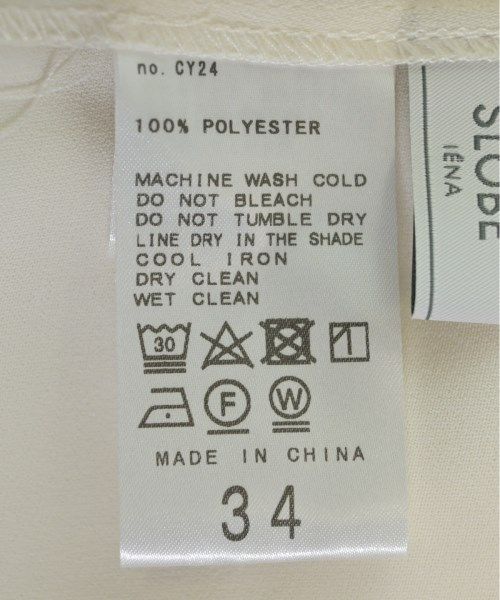 no. CY24
100% POLYESTER
MACHINE WASH COLD
DO NOT BLEACH
DO NOT TUMBLE DRY
LINE DRY IN THE SHADE
COOL IRON
DRY CLEAN
WET CLEAN
30
F W
MADE IN CHINA
34
SLOBE
IÉNA